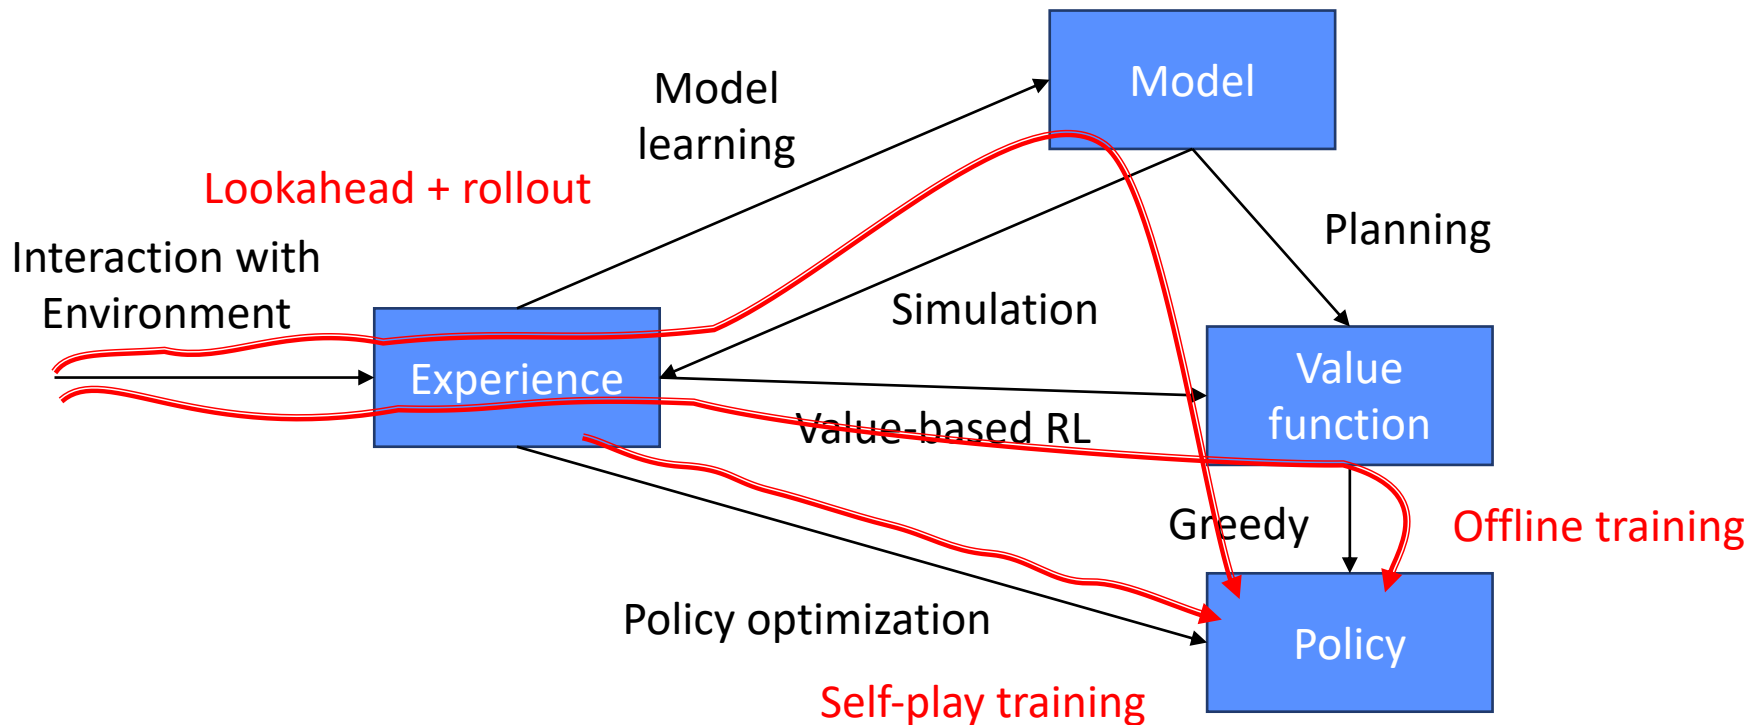 Model
Model
learning
Lookahead + rollout
Planning
Interaction with
Environment
Simulation
Experience
Value
function
Value-based RL
Greedy
Offline training
Policy optimization
Policy
Self-play training